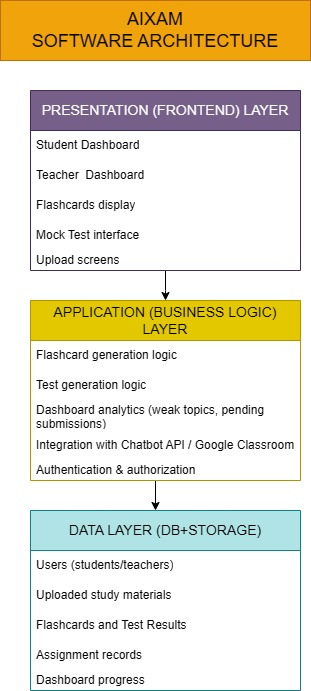 AIXAM
SOFTWARE ARCHITECTURE
PRESENTATION (FRONTEND) LAYER
Student Dashboard
Teacher Dashboard
Flashcards display
Mock Test interface
Upload screens
APPLICATION (BUSINESS LOGIC)
LAYER
Flashcard generation logic
Test generation logic
Dashboard analytics (weak topics, pending
submissions)
Integration with Chatbot API / Google Classroom
Authentication & authorization
DATA LAYER (DB+STORAGE)
Users (students/teachers)
Uploaded study materials
Flashcards and Test Results
Assignment records
Dashboard progress